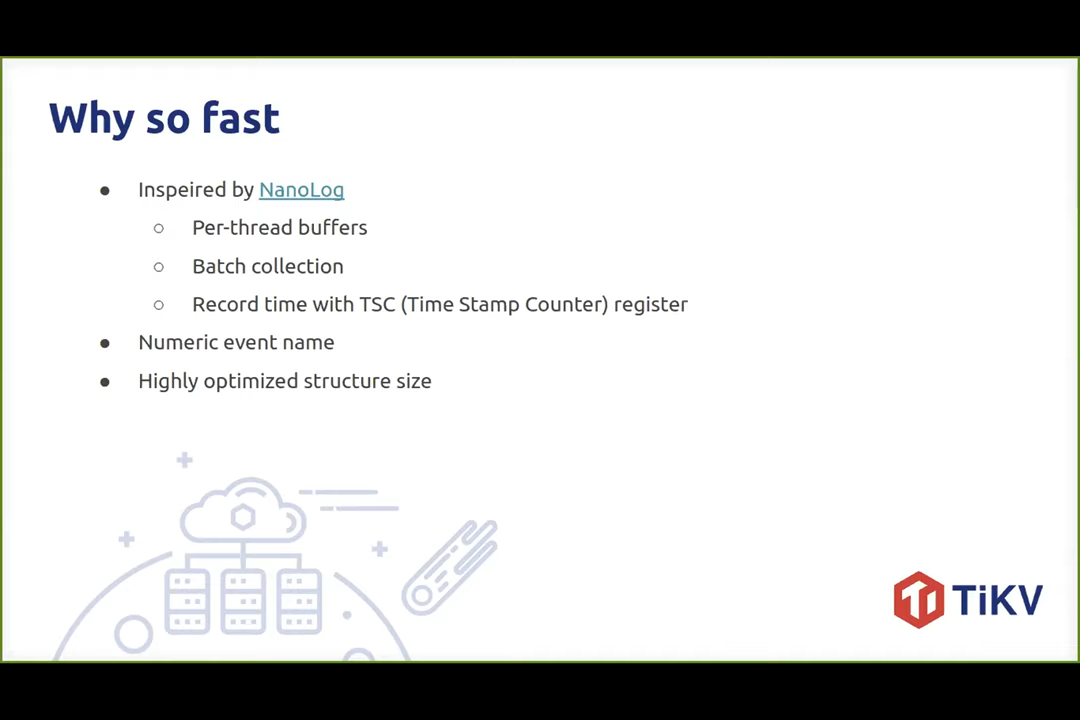 Why so fast
● Inspeired by NanoLog
○ Per-thread buffers
○ Batch collection
○ Record time with TSC (Time Stamp Counter) register
● Numeric event name
● Highly optimized structure size
TiKV